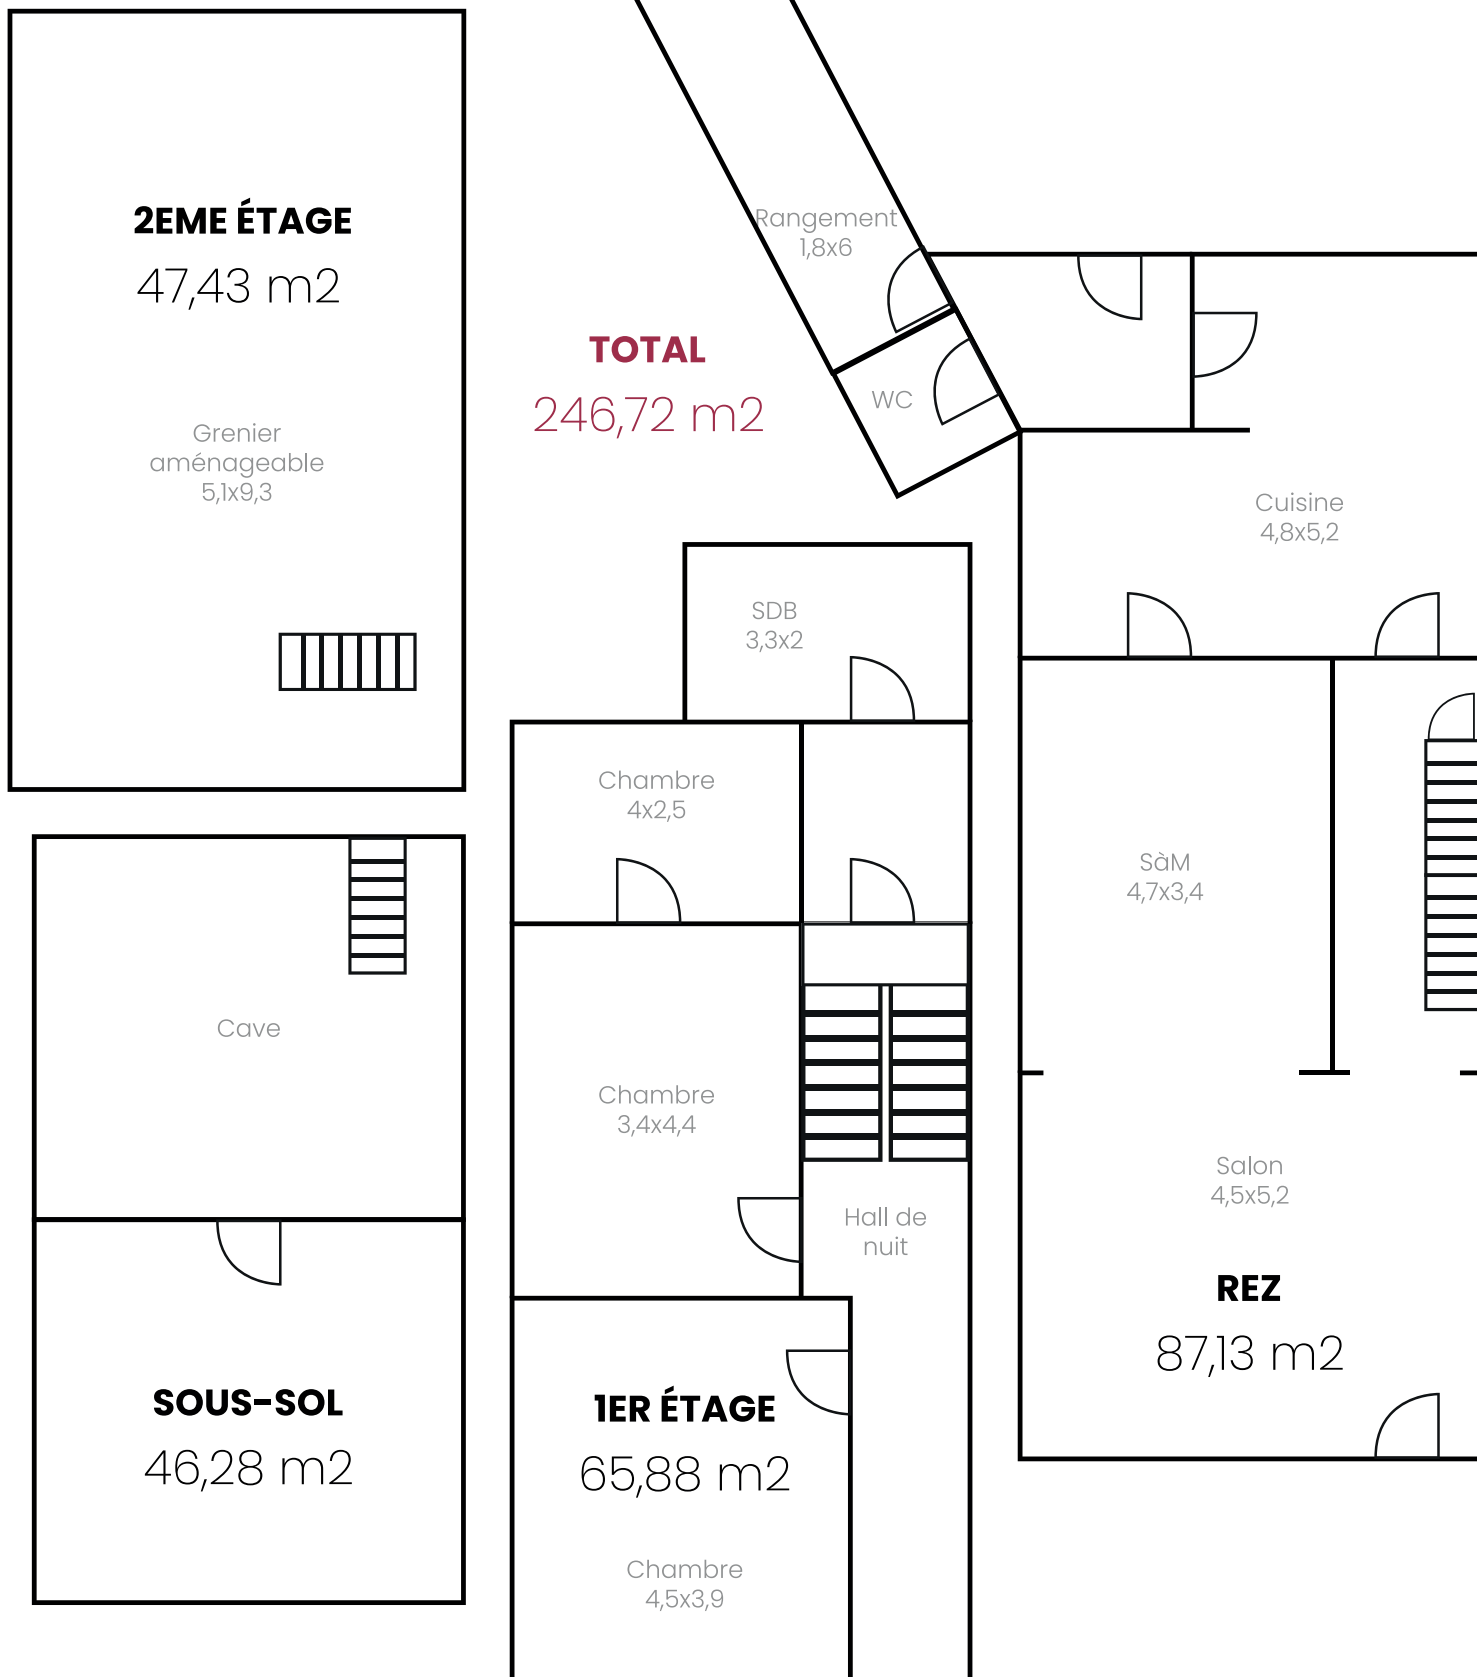 2EME ÉTAGE
47,43 m2
Grenier
aménageable
5,1x9,3
TOTAL
246,72 m2
Rangement
1,8x6
WC
Cuisine
4,8x5,2
SDB
3,3x2
Chambre
4x2,5
SàM
4,7x3,4
Cave
Chambre
3,4x4,4
Hall de
nuit
Salon
4,5x5,2
REZ
87,13 m2
SOUS-SOL
46,28 m2
1ER ÉTAGE
65,88 m2
Chambre
4,5x3,9